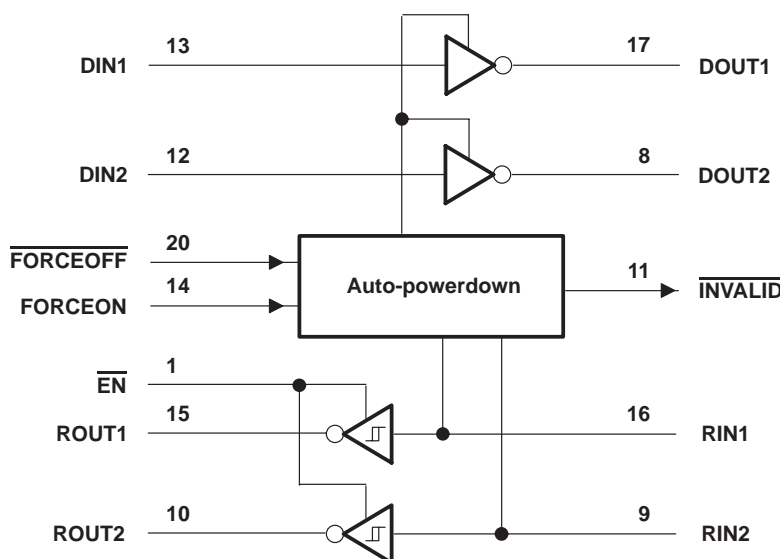 DIN1 13 17 DOUT1
DIN2 12 8 DOUT2
FORCEOFF 20
FORCEON 14
Auto-powerdown
11 INVALID
EN 1
ROUT1 15 16 RIN1
ROUT2 10 9 RIN2